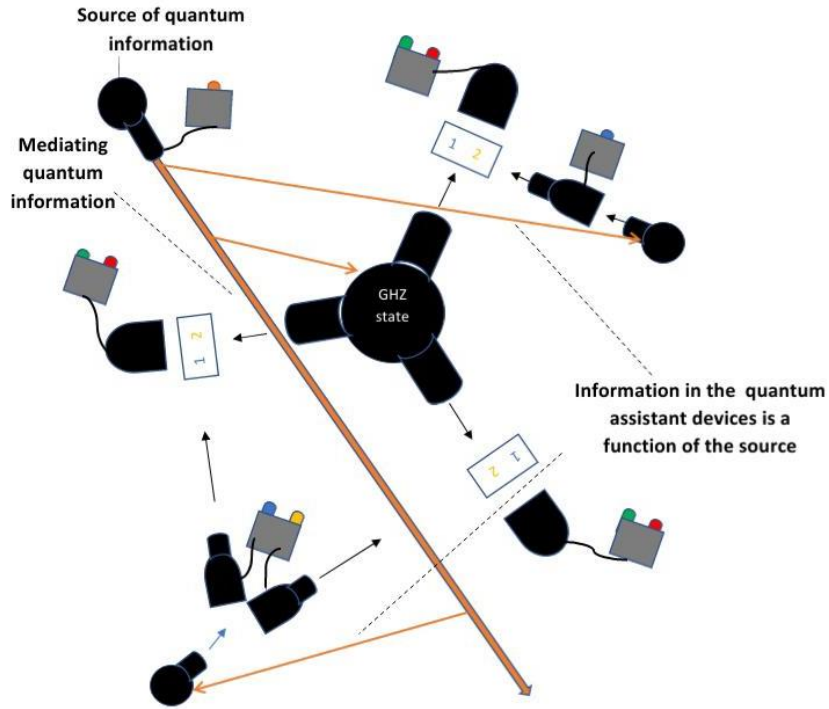 Source of quantum
information
Mediating
quantum
information
1 2
GHZ
state
1 2
Information in the quantum
assistant devices is a
function of the source
1
2